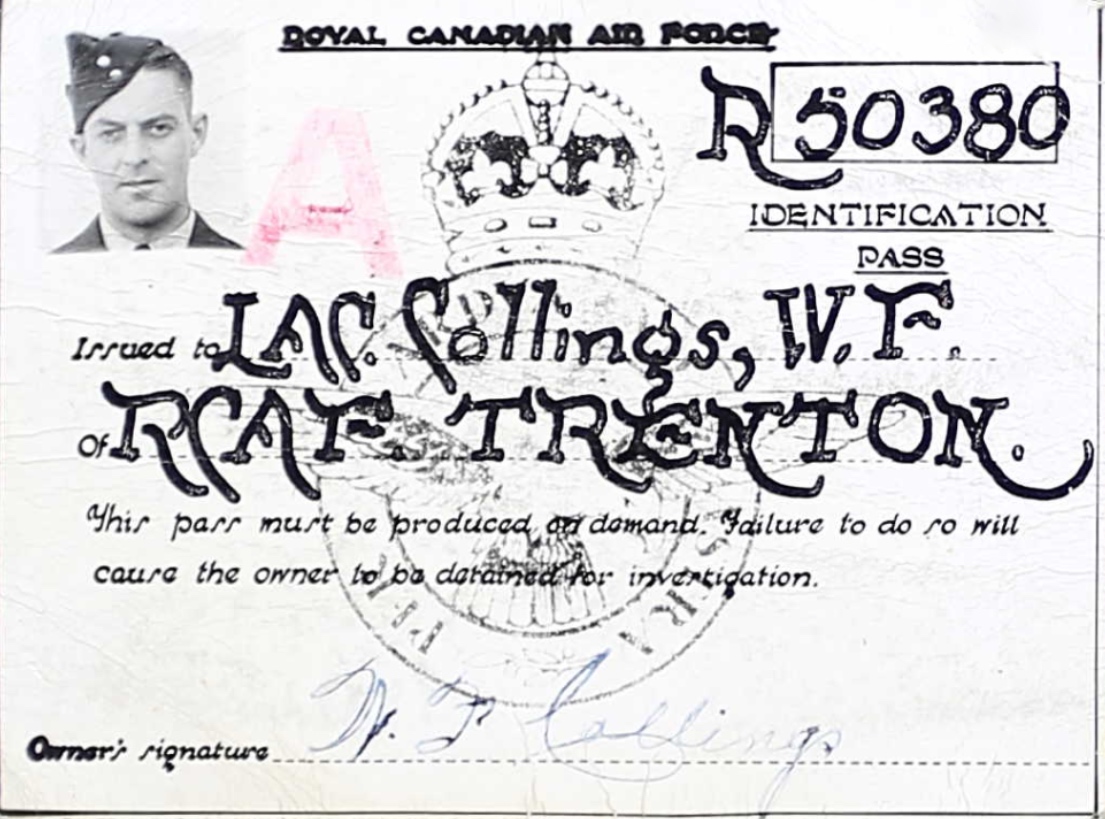 ROYAL CANADIAN AIR FORCE
A
R 50380
IDENTIFICATION
PASS
Issued to LAC. Collings, W. F.
Of RCAF. TRENTON.
This pass must be produced on demand. Failure to do so will
cause the owner to be detained for investigation.
W. F. Collings
Owner's signature